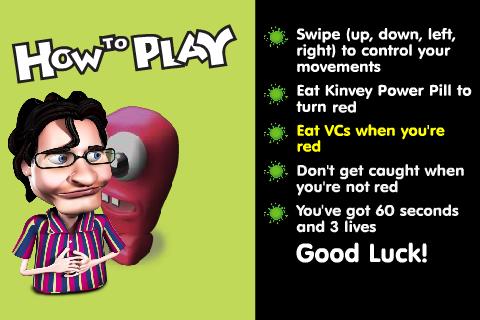 HOW TO PLAY
Swipe (up, down, left,
right) to control your
movements
Eat Kinvey Power Pill to
turn red
Eat VCs when you're
red
Don't get caught when
you're not red
You've got 60 seconds
and 3 lives
Good Luck!